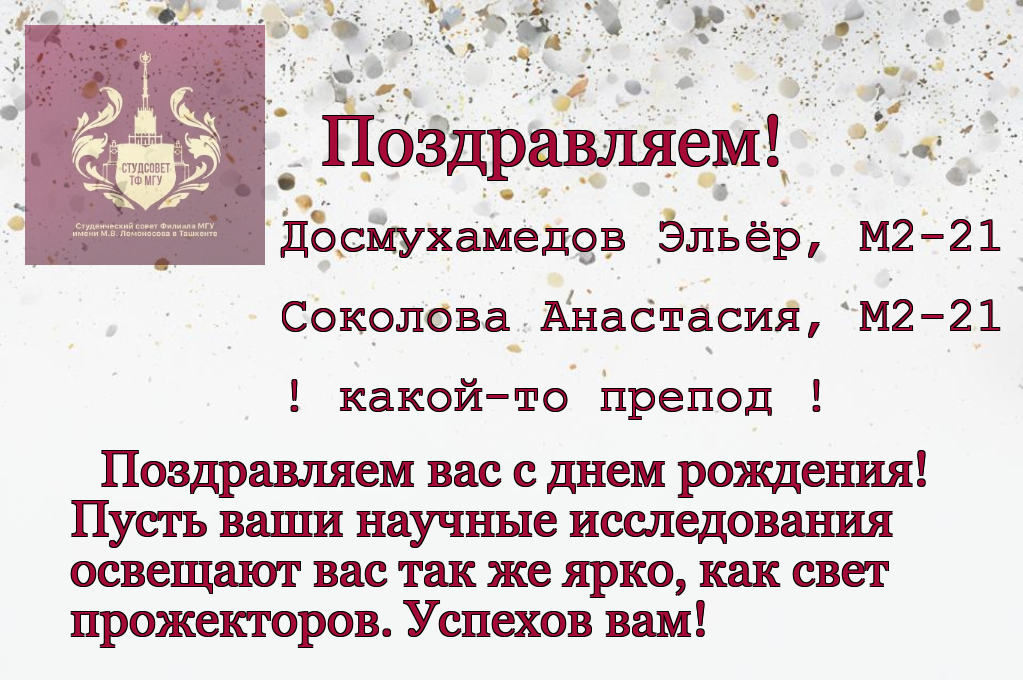 СТУДСОВЕТ
ТФ МГУ
Студенческий совет Филиала МГУ
имени М.В. Ломоносова в Ташкенте
Поздравляем!
Досмухамедов Эльёр, М2-21
Соколова Анастасия, М2-21
! какой-то препод !
Поздравляем вас с днем рождения!
Пусть ваши научные исследования
освещают вас так же ярко, как свет
прожекторов. Успехов вам!